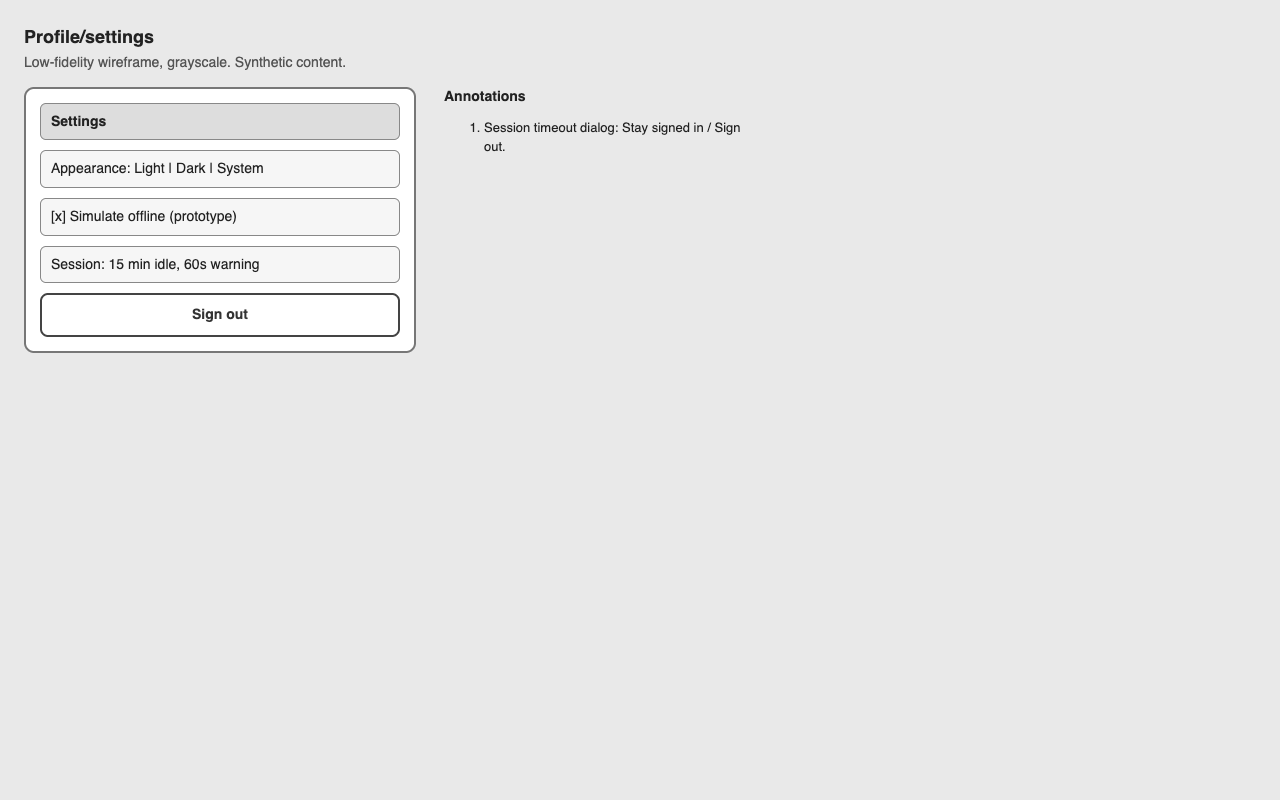 Profile/settings
Low-fidelity wireframe, grayscale. Synthetic content.
Settings
Appearance: Light | Dark | System
[x] Simulate offline (prototype)
Session: 15 min idle, 60s warning
Sign out
Annotations
1. Session timeout dialog: Stay signed in / Sign
out.